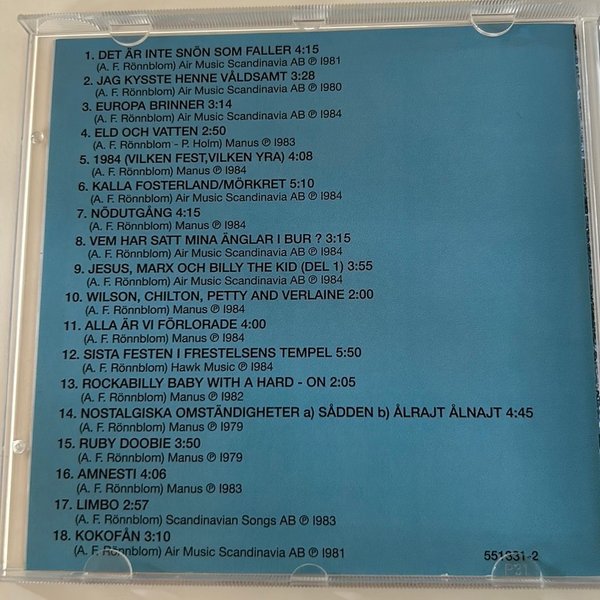 1. DET ÄR INTE SNÖN SOM FALLER 4:15
(A. F. Rönnblom) Air Music Scandinavia AB ℗ 1981
2. JAG KYSSTE HENNE VÅLDSAMT 3:28
(A. F. Rönnblom) Air Music Scandinavia AB ℗ 1980
3. EUROPA BRINNER 3:14
(A. F. Rönnblom) Air Music Scandinavia AB ℗ 1984
4. ELD OCH VATTEN 2:50
(A. F. Rönnblom - P. Holm) Manus ℗ 1983
5. 1984 (VILKEN FEST,VILKEN YRA) 4:08
(A. F. Rönnblom) Manus ℗ 1984
6. KALLA FOSTERLAND/MÖRKRET 5:10
(A. F. Rönnblom) Air Music Scandinavia AB ℗ 1984
7. NÖDUTGÅNG 4:15
(A. F. Rönnblom) Manus ℗ 1984
8. VEM HAR SATT MINA ÄNGLAR I BUR ? 3:15
(A. F. Rönnblom) Air Music Scandinavia AB ℗ 1984
9. JESUS, MARX OCH BILLY THE KID (DEL 1) 3:55
(A. F. Rönnblom) Air Music Scandinavia AB ℗ 1984
10. WILSON, CHILTON, PETTY AND VERLAINE 2:00
(A. F. Rönnblom) Manus ℗ 1984
11. ALLA ÄR VI FÖRLORADE 4:00
(A. F. Rönnblom) Manus ℗ 1984
12. SISTA FESTEN I FRESTELSENS TEMPEL 5:50
(A. F. Rönnblom) Hawk Music ℗ 1984
13. ROCKABILLY BABY WITH A HARD - ON 2:05
(A. F. Rönnblom) Manus ℗ 1982
14. NOSTALGISKA OMSTÄNDIGHETER a) SÅDDEN b) ÅLRAJT ÅLNAJT 4:45
(A. F. Rönnblom) Manus ℗ 1979
15. RUBY DOOBIE 3:50
(A. F. Rönnblom) Manus ℗ 1979
16. AMNESTI 4:06
(A. F. Rönnblom) Manus ℗ 1983
17. LIMBO 2:57
(A. F. Rönnblom) Scandinavian Songs AB ℗ 1983
18. KOKOFÅN 3:10
(A. F. Rönnblom) Air Music Scandinavia AB ℗ 1981
551331-2